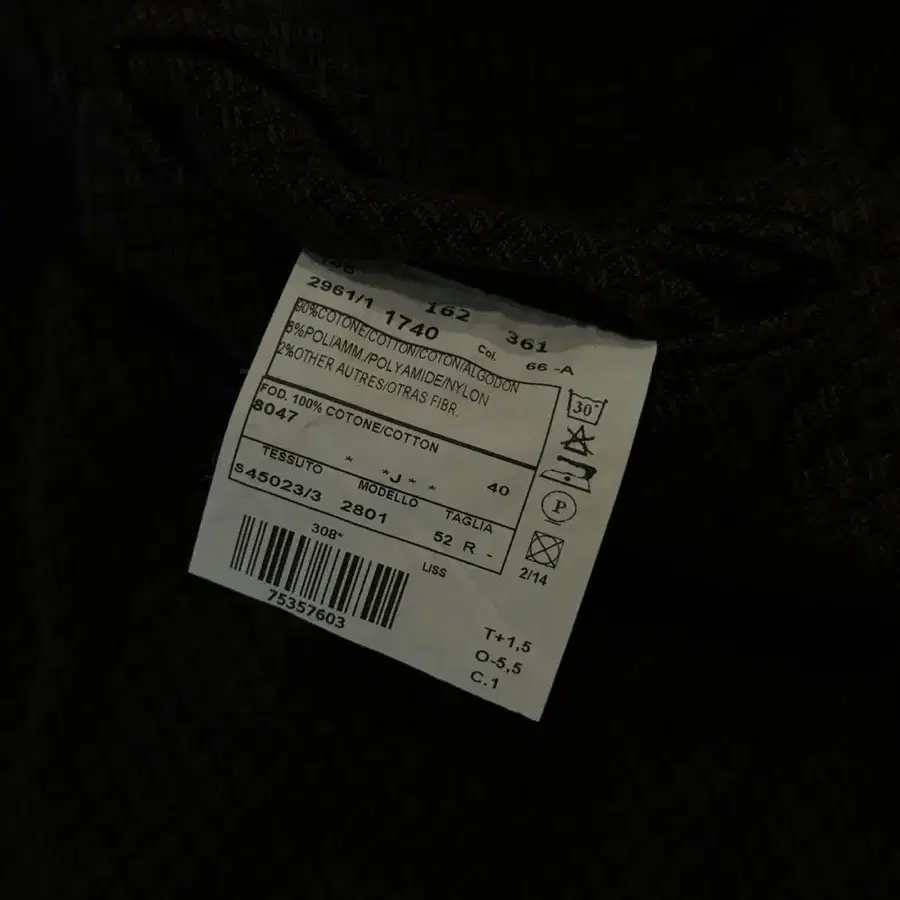 2961/1 162 361
1740 Col. 66 -A
90%COTONE/COTTON/COTON/ALGODON
8%POLIAMM./POLYAMIDE/NYLON
2%OTHER AUTRES/OTRAS FIBR.
30°
FOD. 100% COTONE/COTTON
8047
* *J* * 40
P
TESSUTO MODELLO TAGLIA
S45023/3 2801 52 R -
308* LISS 2/14
75357603
T+1,5
O-5,5
C.1